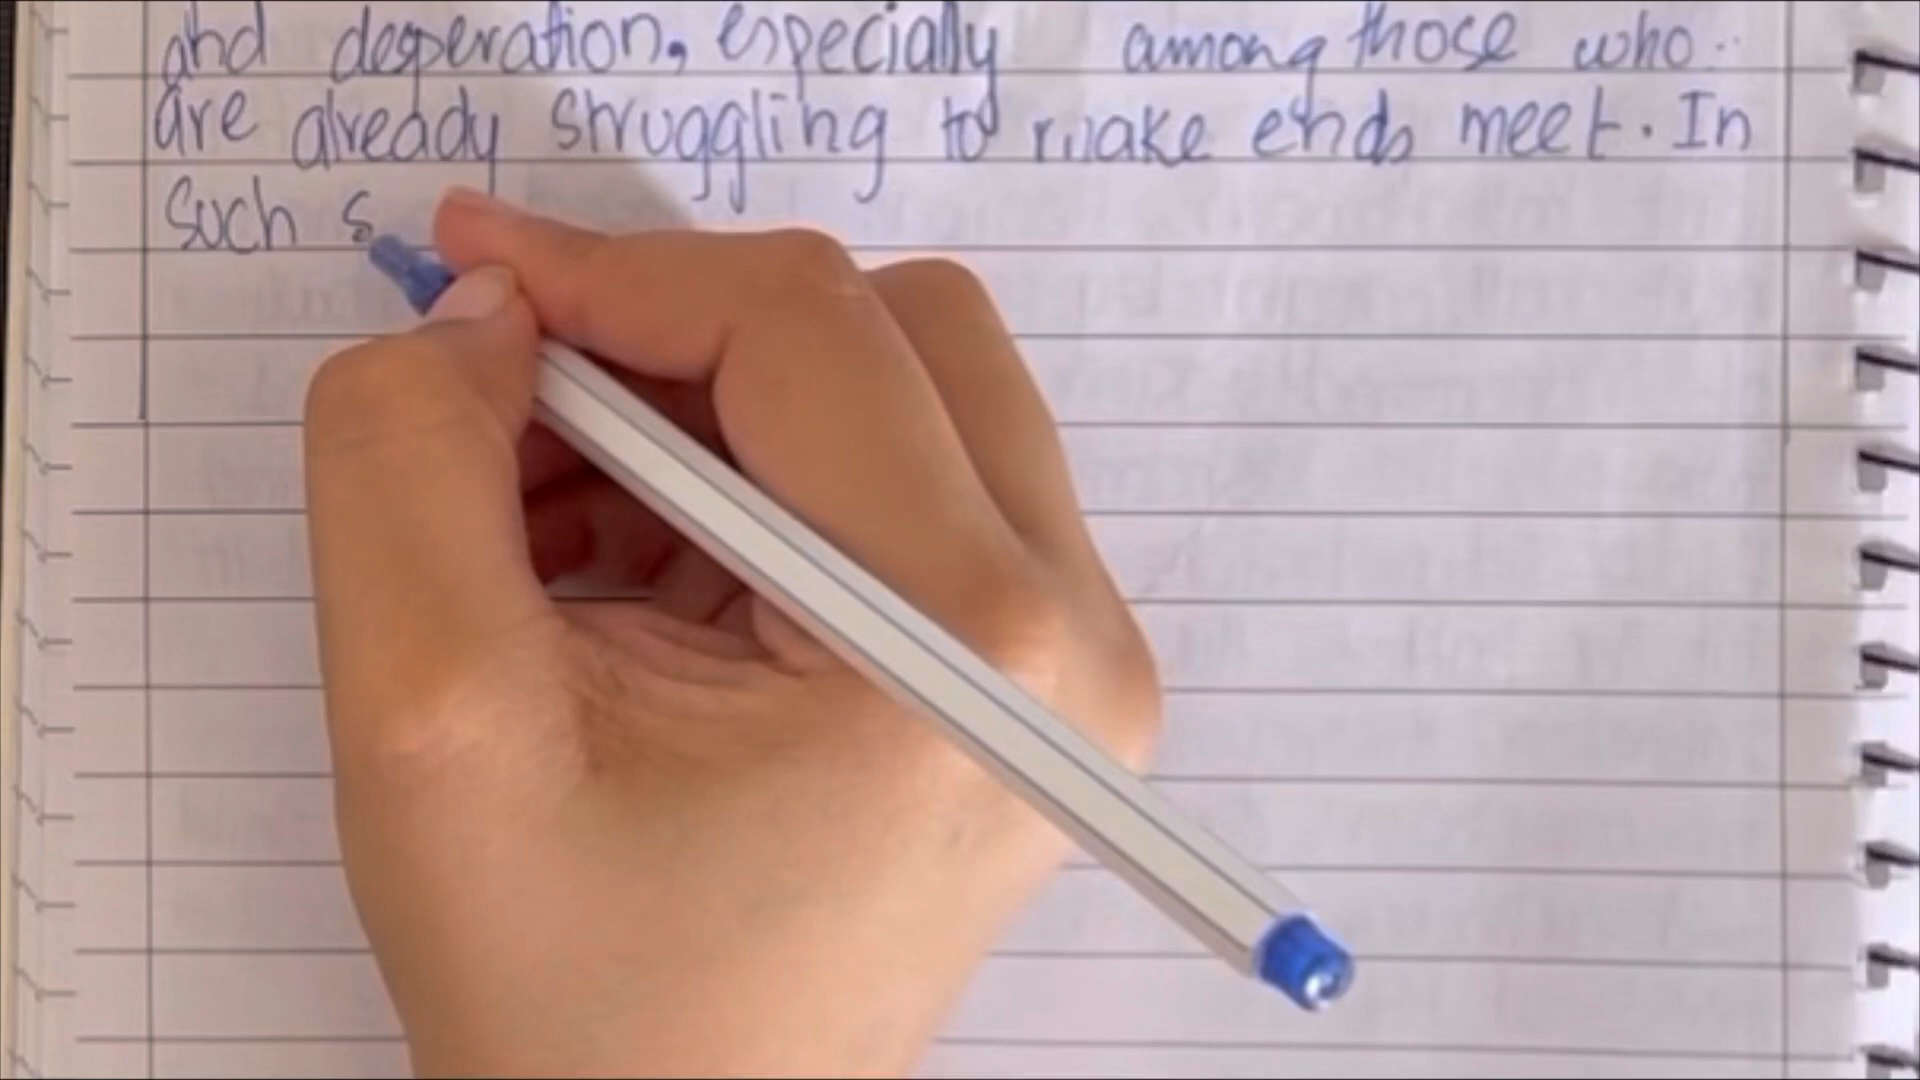 and desperation, especially among those who
are already struggling to make ends meet. In
such s